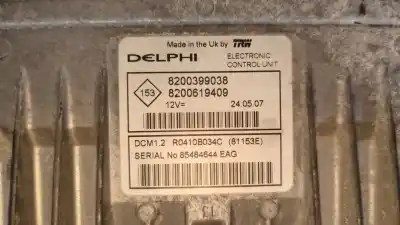 Made in the Uk by TRW
DELPHI
ELECTRONIC
CONTROL UNIT
153
8200399038
8200619409
12V=
24.05.07
DCM1.2 R0410B034C (81153E)
SERIAL No 85484644 EAG